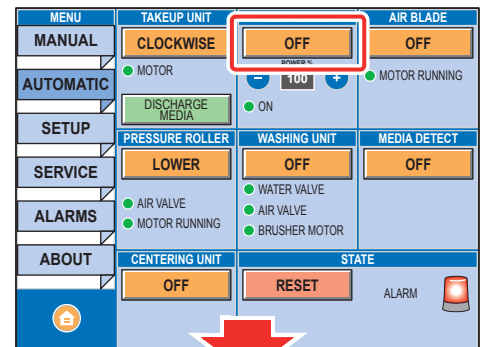 MENU
MANUAL
AUTOMATIC
SETUP
SERVICE
ALARMS
ABOUT
TAKEUP UNIT
CLOCKWISE
MOTOR
DISCHARGE
MEDIA
OFF
POWER %
- 100 +
ON
AIR BLADE
OFF
MOTOR RUNNING
PRESSURE ROLLER
LOWER
AIR VALVE
MOTOR RUNNING
WASHING UNIT
OFF
WATER VALVE
AIR VALVE
BRUSHER MOTOR
MEDIA DETECT
OFF
CENTERING UNIT
OFF
STATE
RESET
ALARM